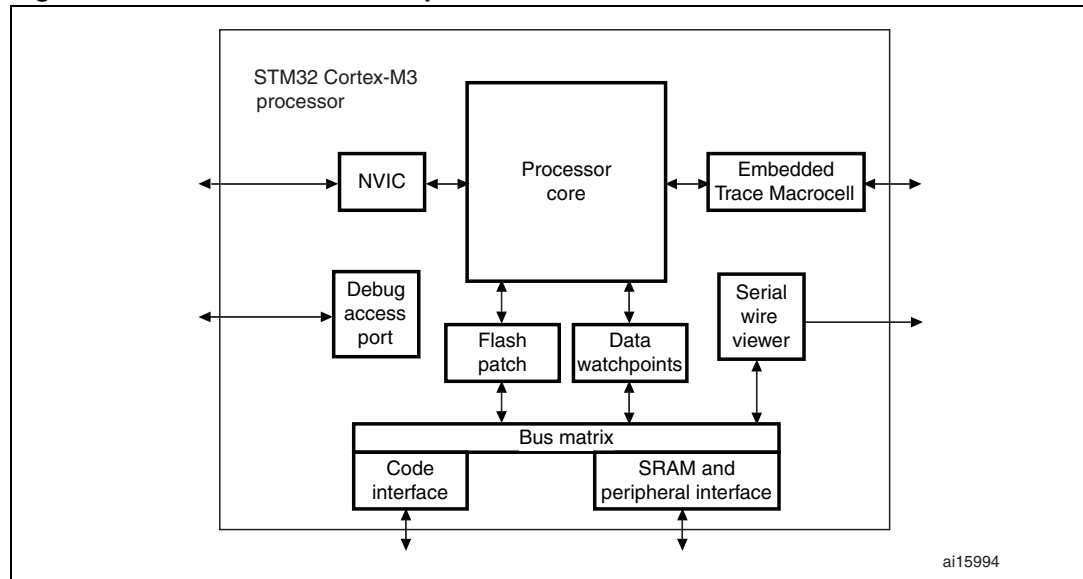 STM32 Cortex-M3
processor
Processor
core
NVIC
Embedded
Trace Macrocell
Debug
access
port
Flash
patch
Data
watchpoints
Serial
wire
viewer
Bus matrix
Code
interface
SRAM and
peripheral interface
ai15994